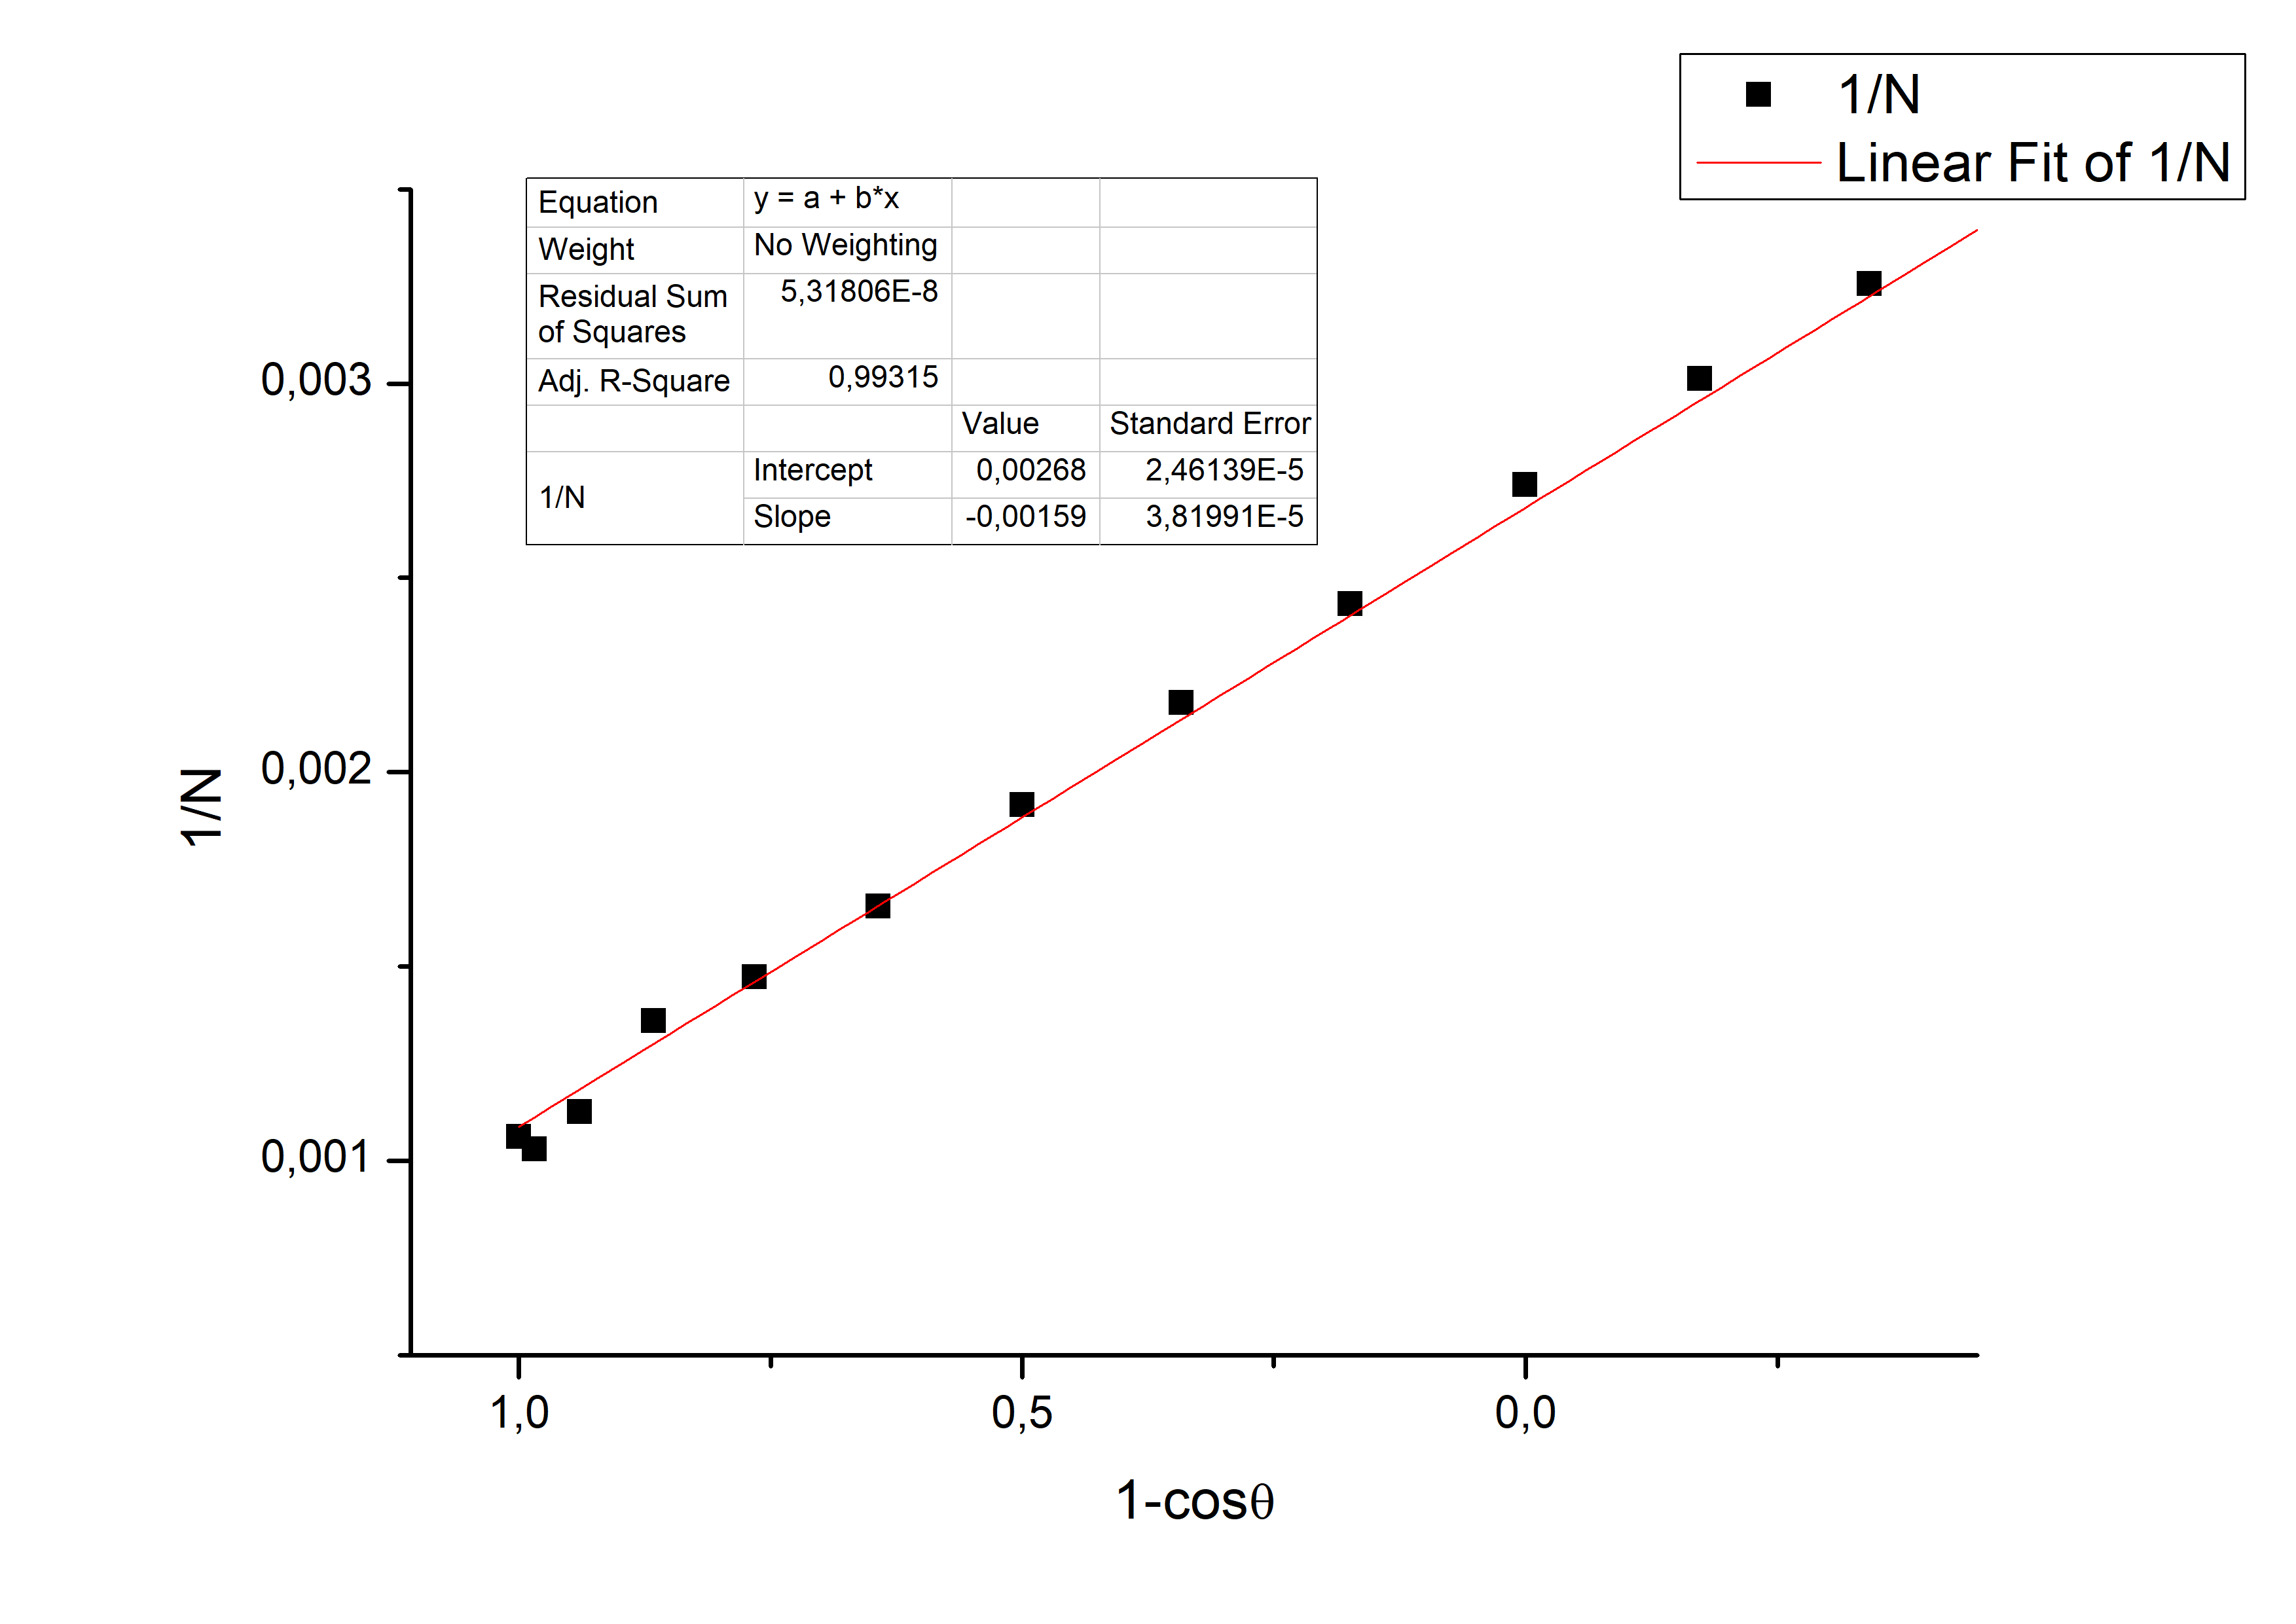 1/N
Linear Fit of 1/N
Equation y = a + b*x
Weight No Weighting
Residual Sum of Squares 5,31806E-8
Adj. R-Square 0,99315
Value Standard Error
1/N Intercept 0,00268 2,46139E-5
Slope -0,00159 3,81991E-5
0,003
0,002
0,001
1/N
1,0 0,5 0,0
1-cosθ